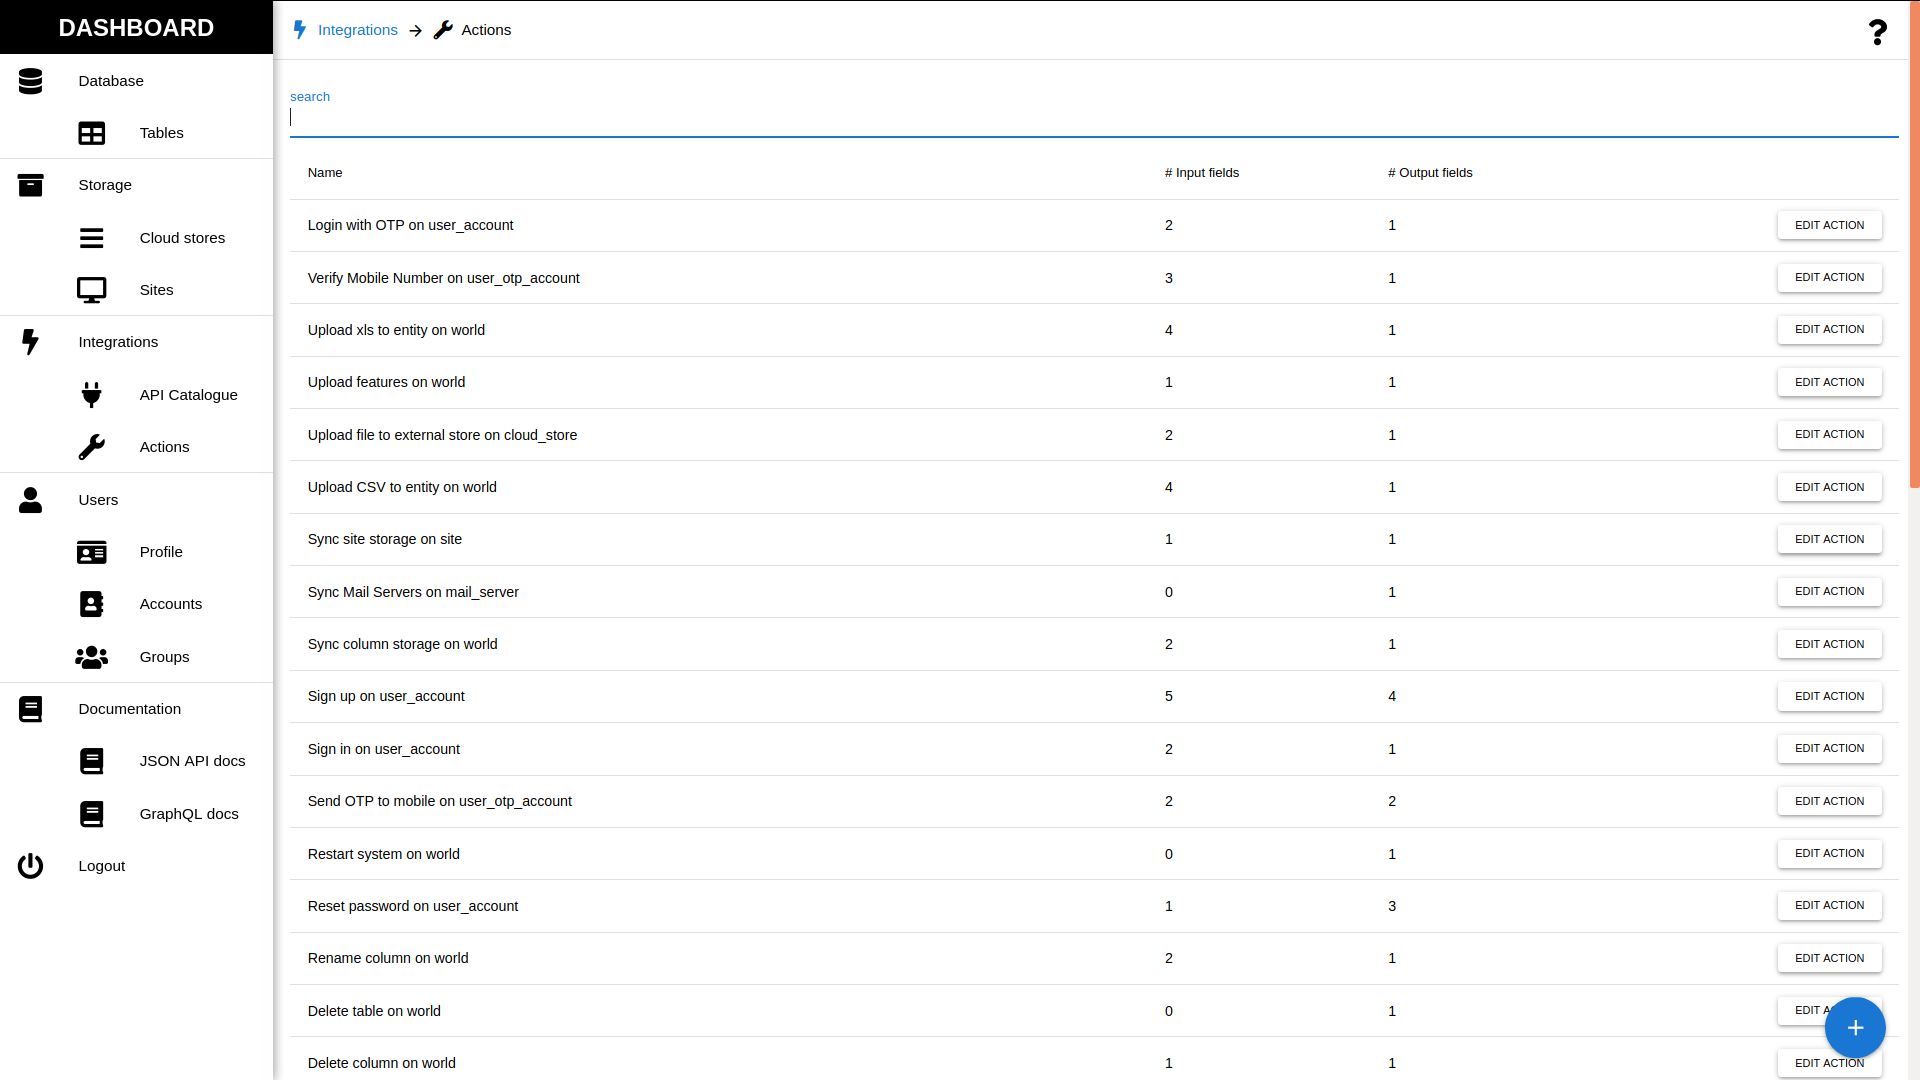 DASHBOARD
Integrations → Actions
?
Database
Tables
Storage
Cloud stores
Sites
Integrations
API Catalogue
Actions
Users
Profile
Accounts
Groups
Documentation
JSON API docs
GraphQL docs
Logout
search
Name # Input fields # Output fields
Login with OTP on user_account 2 1 EDIT ACTION
Verify Mobile Number on user_otp_account 3 1 EDIT ACTION
Upload xls to entity on world 4 1 EDIT ACTION
Upload features on world 1 1 EDIT ACTION
Upload file to external store on cloud_store 2 1 EDIT ACTION
Upload CSV to entity on world 4 1 EDIT ACTION
Sync site storage on site 1 1 EDIT ACTION
Sync Mail Servers on mail_server 0 1 EDIT ACTION
Sync column storage on world 2 1 EDIT ACTION
Sign up on user_account 5 4 EDIT ACTION
Sign in on user_account 2 1 EDIT ACTION
Send OTP to mobile on user_otp_account 2 2 EDIT ACTION
Restart system on world 0 1 EDIT ACTION
Reset password on user_account 1 3 EDIT ACTION
Rename column on world 2 1 EDIT ACTION
Delete table on world 0 1 EDIT
Delete column on world 1 1 EDIT ACTION